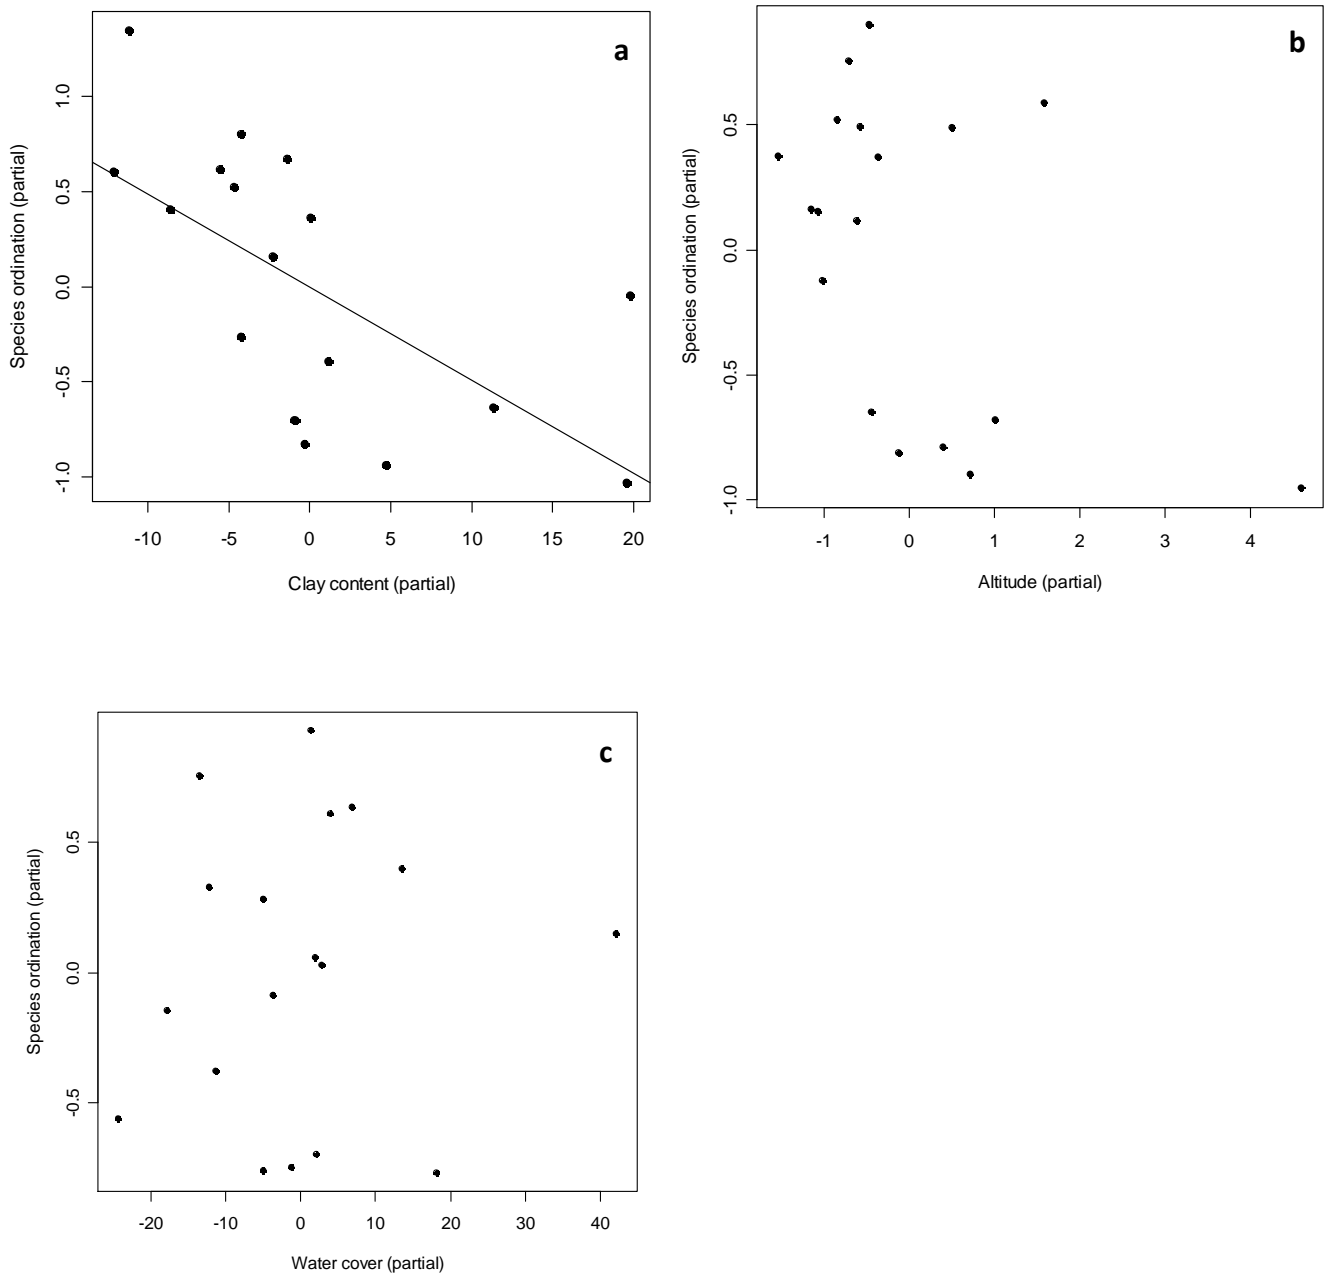 a
1.0
0.5
0.0
-0.5
-1.0
Species ordination (partial)
-10 -5 0 5 10 15 20
Clay content (partial)
b
0.5
0.0
-0.5
-1.0
Species ordination (partial)
-1 0 1 2 3 4
Altitude (partial)
c
0.5
0.0
-0.5
Species ordination (partial)
-20 -10 0 10 20 30 40
Water cover (partial)